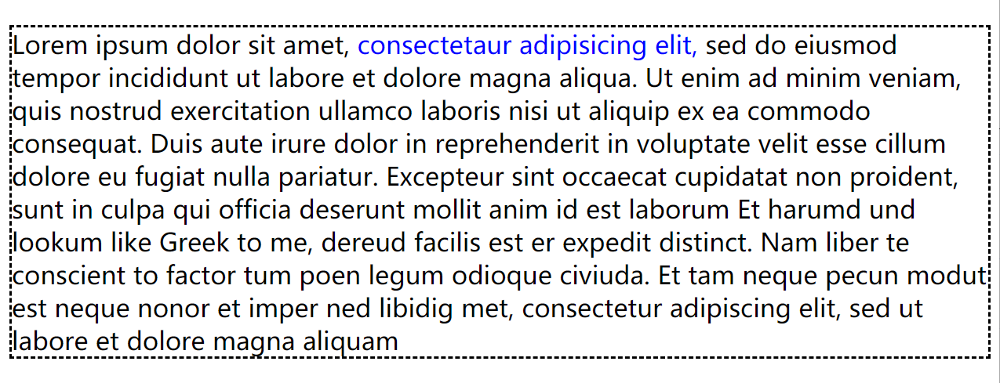 Lorem ipsum dolor sit amet, consectetaur adipisicing elit, sed do eiusmod
tempor incididunt ut labore et dolore magna aliqua. Ut enim ad minim veniam,
quis nostrud exercitation ullamco laboris nisi ut aliquip ex ea commodo
consequat. Duis aute irure dolor in reprehenderit in voluptate velit esse cillum
dolore eu fugiat nulla pariatur. Excepteur sint occaecat cupidatat non proident,
sunt in culpa qui officia deserunt mollit anim id est laborum Et harumd und
lookum like Greek to me, dereud facilis est er expedit distinct. Nam liber te
conscient to factor tum poen legum odioque civiuda. Et tam neque pecun modut
est neque nonor et imper ned libidig met, consectetur adipiscing elit, sed ut
labore et dolore magna aliquam